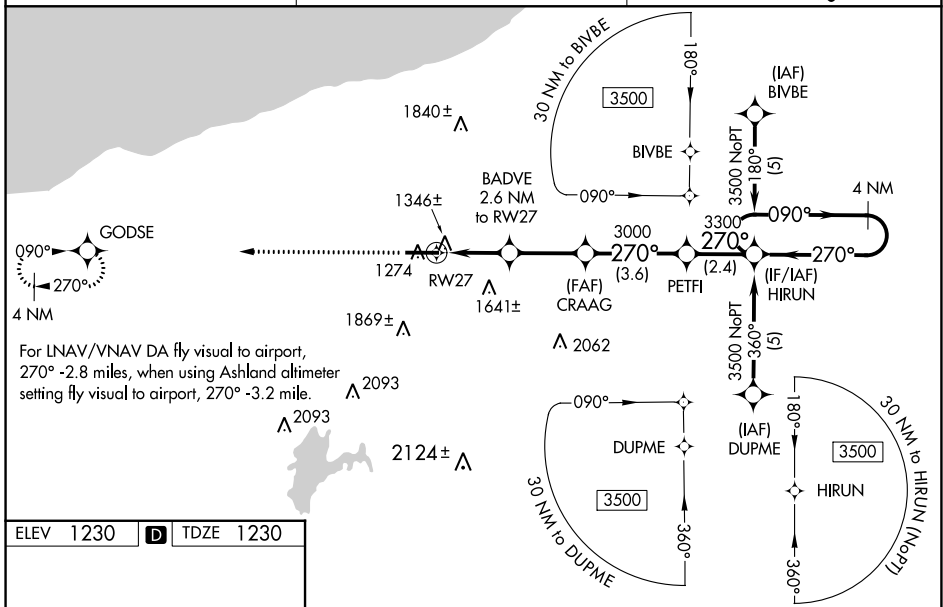 30 NM to BIVBE
180°
3500
BIVBE
090°
(IAF)
BIVBE
3500 NoPT
180°
(5)
1840±
1346±
BADVE
2.6 NM
to RW27
4 NM
090°
270°
3000
270°
(3.6)
3300
270°
(2.4)
GODSE
090°
270°
4 NM
1274
RW27
1641±
(FAF)
CRAAG
PETFI
(IF/IAF)
HIRUN
1869±
2062
3500 NoPT
360°
(5)
For LNAV/VNAV DA fly visual to airport,
270° -2.8 miles, when using Ashland altimeter
setting fly visual to airport, 270° -3.2 mile.
2093
2093
2124±
090°
DUPME
3500
360°
30 NM to DUPME
(IAF)
DUPME
180°
3500
HIRUN
360°
30 NM to HIRUN (NoPT)
ELEV 1230 D TDZE 1230